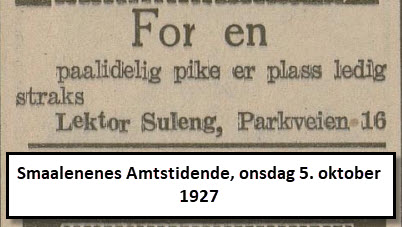 For en
paalidelig pike er plass ledig
straks
Lektor Suleng, Parkveien 16
Smaalenenes Amtstidende, onsdag 5. oktober
1927